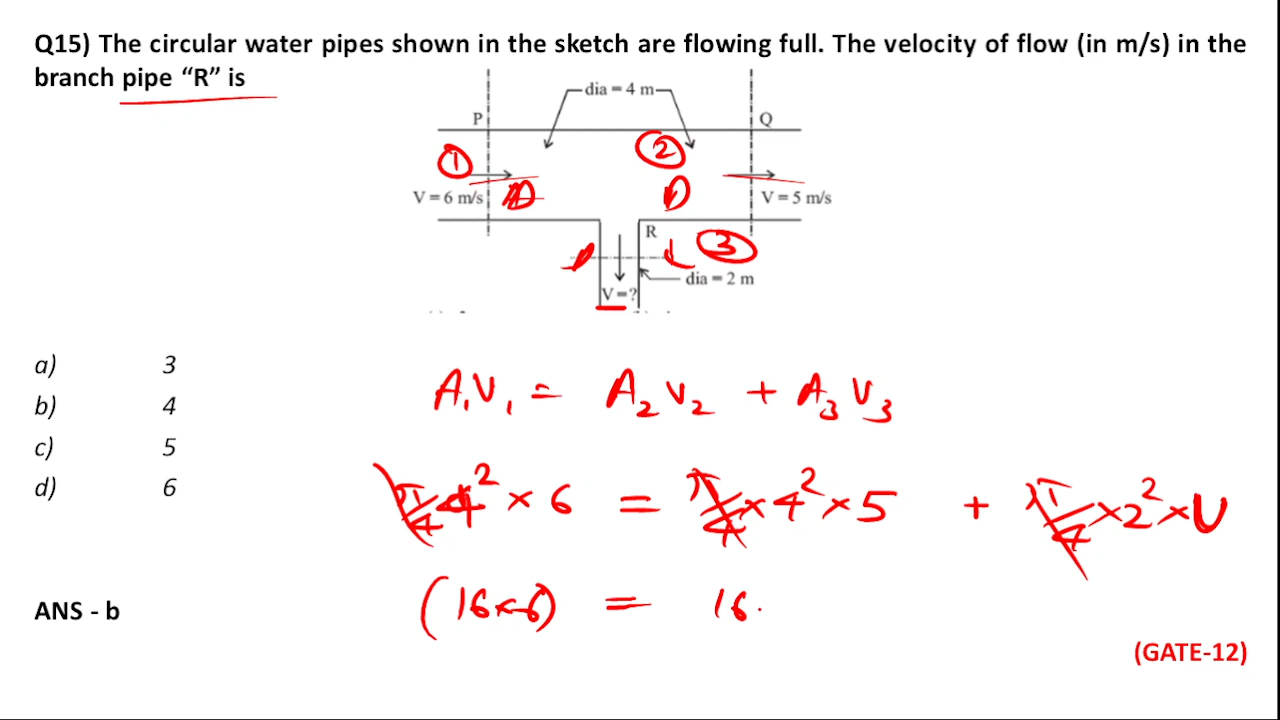 Q15) The circular water pipes shown in the sketch are flowing full. The velocity of flow (in m/s) in the
branch pipe “R” is
dia = 4 m
P
Q
1
2
V = 6 m/s
V = 5 m/s
R
3
dia = 2 m
V = ?
a) 3
b) 4
c) 5
d) 6
A₁V₁ = A₂V₂ + A₃V₃
π/4 4² × 6 = π/4 × 4² × 5 + π/4 × 2² × V
(16×6) = 16.
ANS - b
(GATE-12)